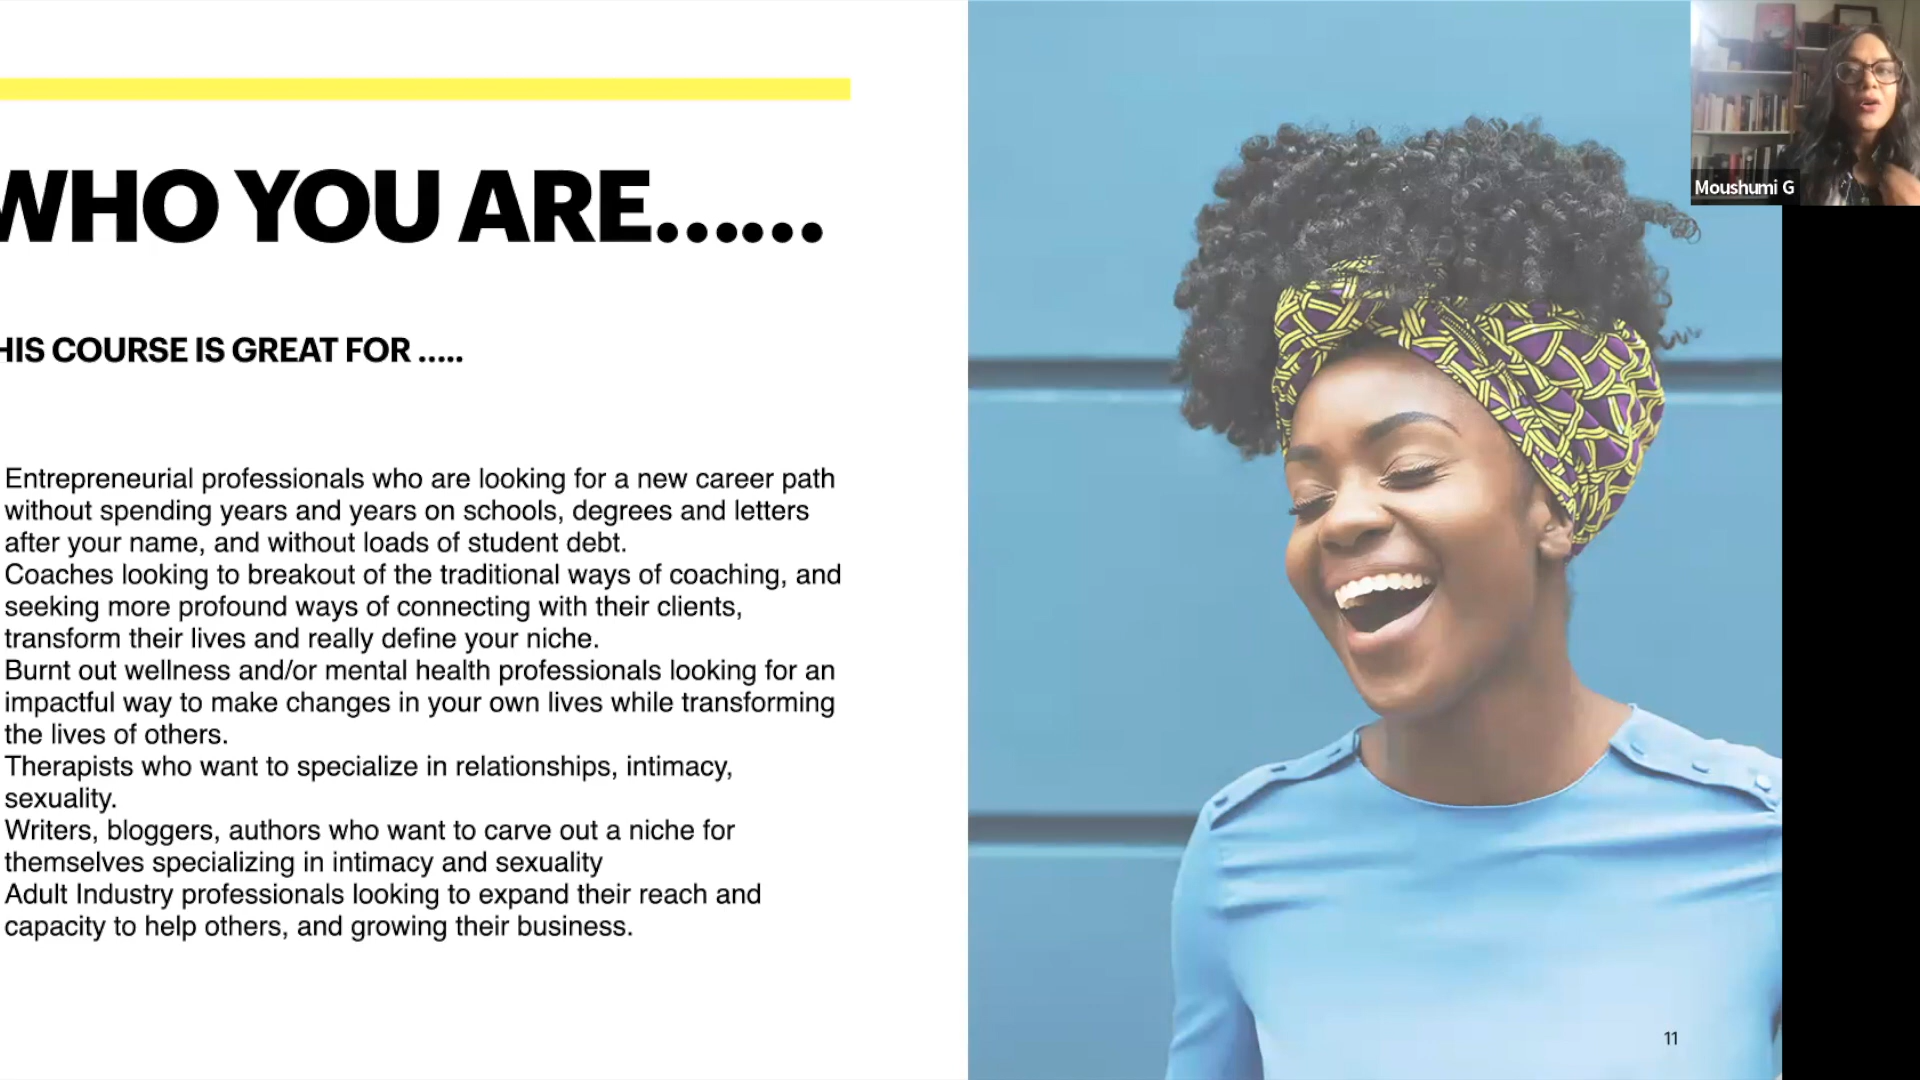 WHO YOU ARE......
HIS COURSE IS GREAT FOR .....
Entrepreneurial professionals who are looking for a new career path
without spending years and years on schools, degrees and letters
after your name, and without loads of student debt.
Coaches looking to breakout of the traditional ways of coaching, and
seeking more profound ways of connecting with their clients,
transform their lives and really define your niche.
Burnt out wellness and/or mental health professionals looking for an
impactful way to make changes in your own lives while transforming
the lives of others.
Therapists who want to specialize in relationships, intimacy,
sexuality.
Writers, bloggers, authors who want to carve out a niche for
themselves specializing in intimacy and sexuality
Adult Industry professionals looking to expand their reach and
capacity to help others, and growing their business.
Moushumi G
11